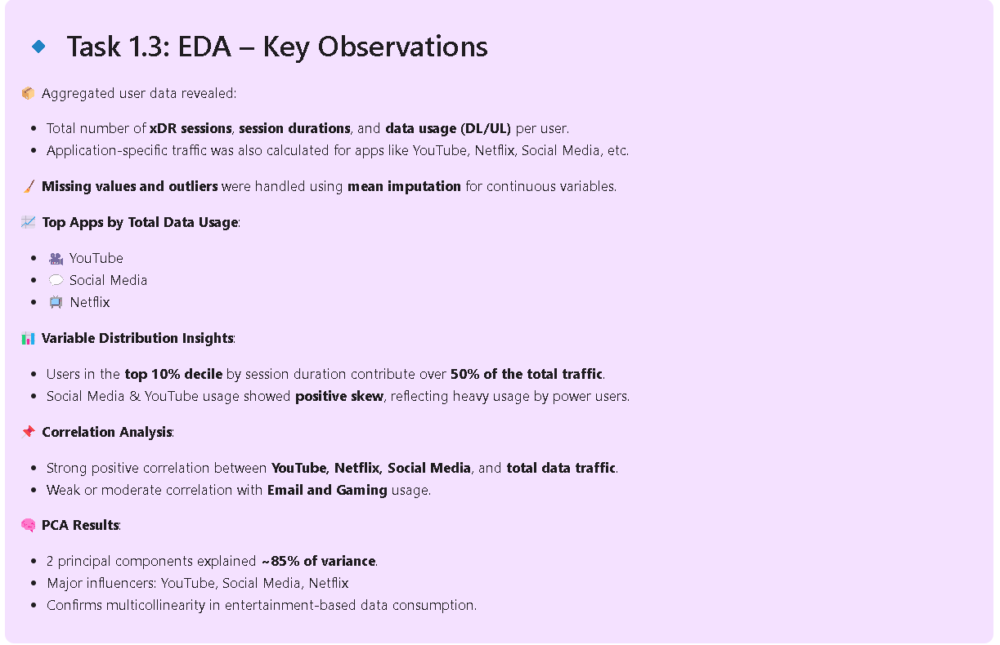 Task 1.3: EDA – Key Observations
Aggregated user data revealed:
Total number of xDR sessions, session durations, and data usage (DL/UL) per user.
Application-specific traffic was also calculated for apps like YouTube, Netflix, Social Media, etc.
Missing values and outliers were handled using mean imputation for continuous variables.
Top Apps by Total Data Usage:
YouTube
Social Media
Netflix
Variable Distribution Insights:
Users in the top 10% decile by session duration contribute over 50% of the total traffic.
Social Media & YouTube usage showed positive skew, reflecting heavy usage by power users.
Correlation Analysis:
Strong positive correlation between YouTube, Netflix, Social Media, and total data traffic.
Weak or moderate correlation with Email and Gaming usage.
PCA Results:
2 principal components explained ~85% of variance.
Major influencers: YouTube, Social Media, Netflix
Confirms multicollinearity in entertainment-based data consumption.